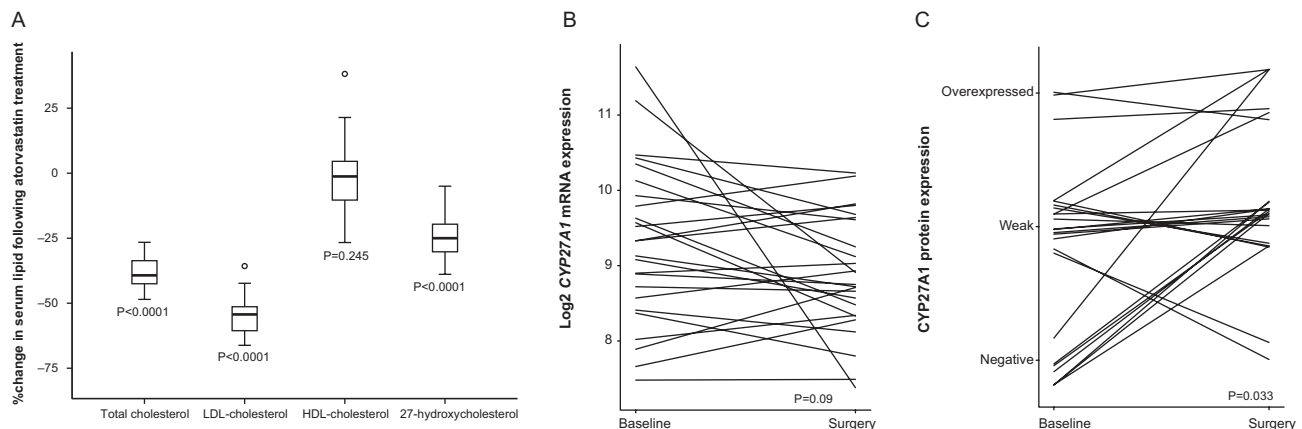 A
%change in serum lipid following atorvastatin treatment
25
0
−25
−50
−75
P<0.0001
P<0.0001
P=0.245
P<0.0001
Total cholesterol
LDL-cholesterol
HDL-cholesterol
27-hydroxycholesterol
B
Log2 CYP27A1 mRNA expression
11
10
9
8
P=0.09
Baseline
Surgery
C
CYP27A1 protein expression
Overexpressed
Weak
Negative
P=0.033
Baseline
Surgery